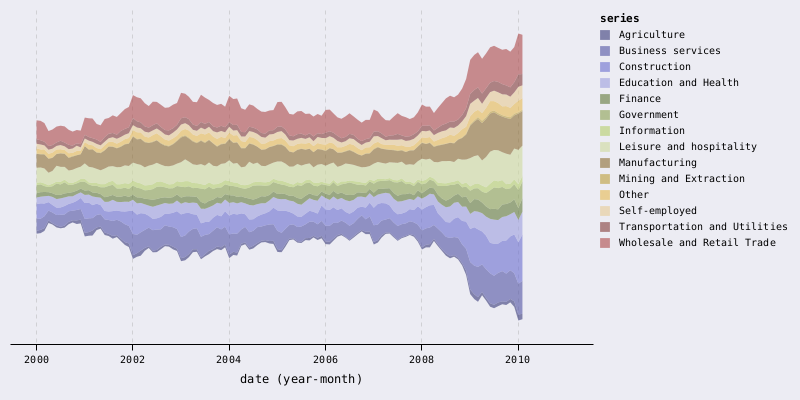 series
Agriculture
Business services
Construction
Education and Health
Finance
Government
Information
Leisure and hospitality
Manufacturing
Mining and Extraction
Other
Self-employed
Transportation and Utilities
Wholesale and Retail Trade
2000 2002 2004 2006 2008 2010
date (year-month)